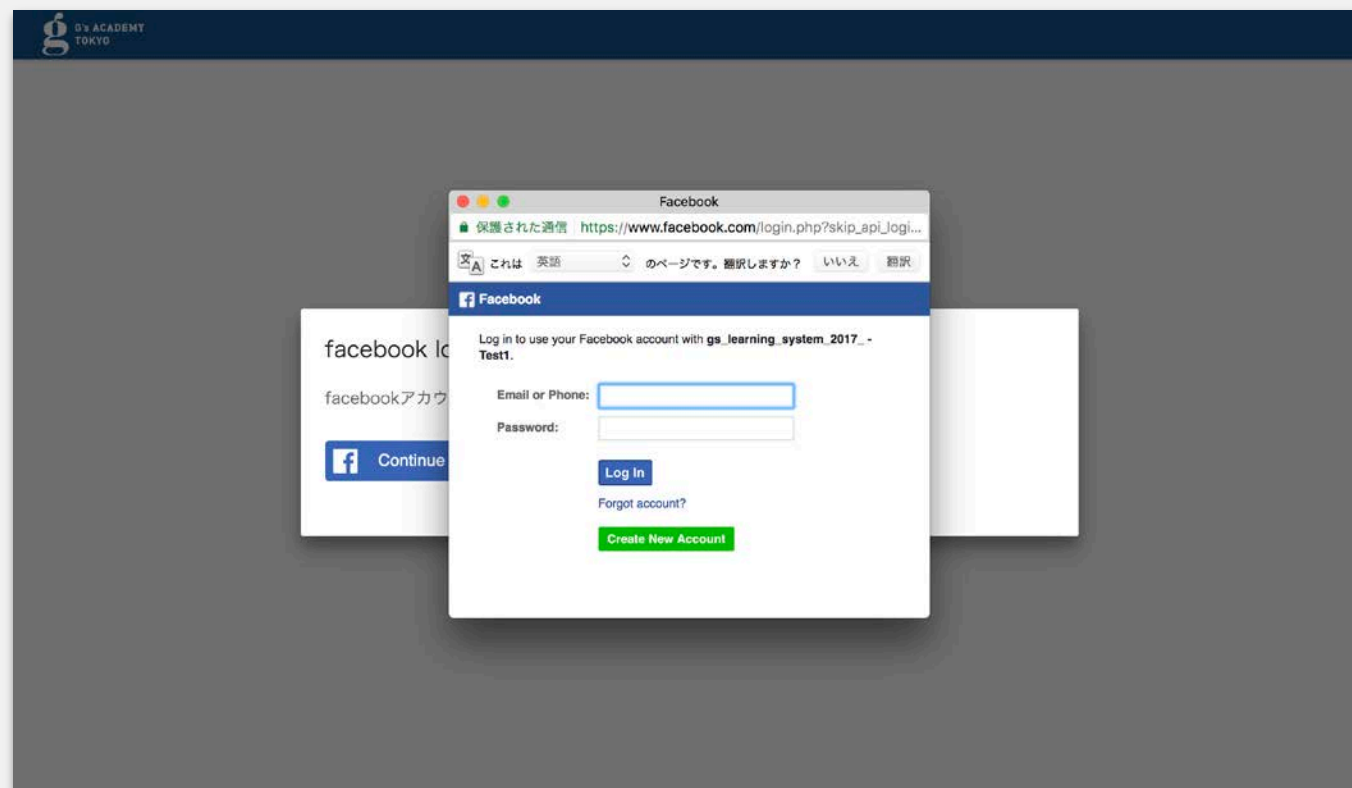 G's ACADEMY
TOKYO
Facebook
保護された通信 https://www.facebook.com/login.php?skip_api_logi...
これは 英語 のページです。翻訳しますか? いいえ 翻訳
Facebook
Log in to use your Facebook account with gs_learning_system_2017_ -
Test1.
facebook lo
Email or Phone:
facebookアカウ
Password:
Continue
Log In
Forgot account?
Create New Account